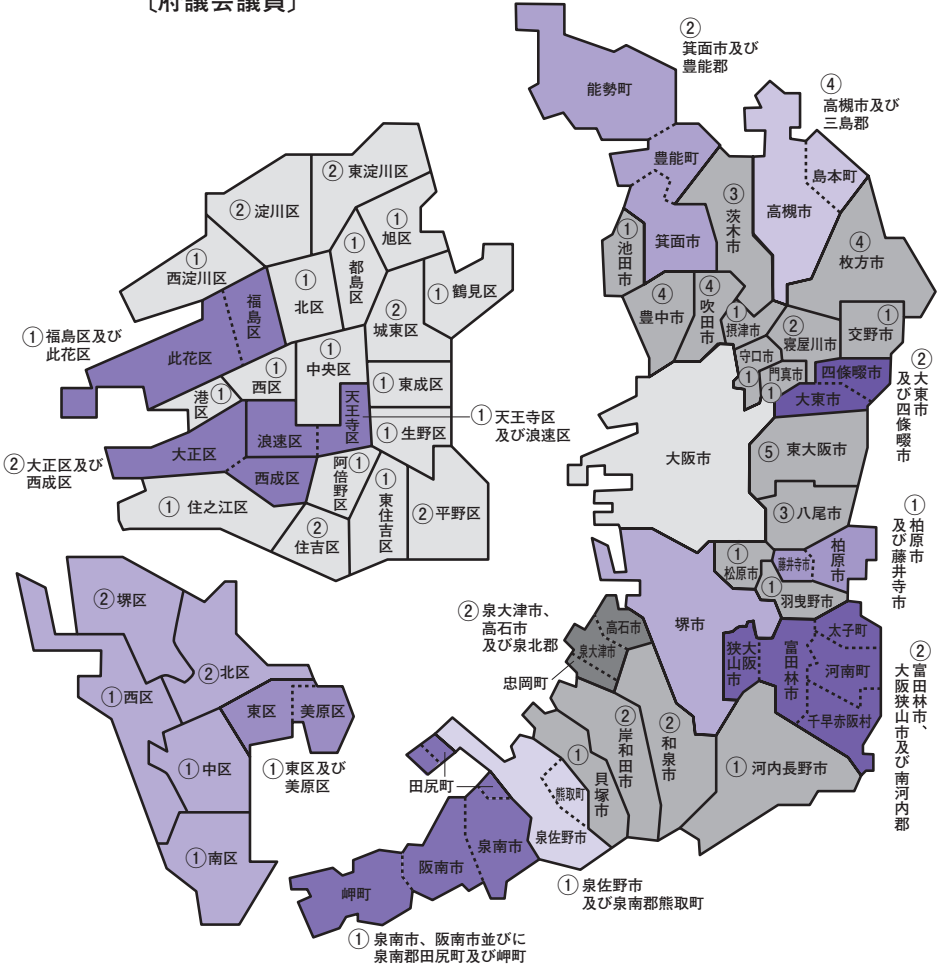 〔府議会議員〕
② 東淀川区
② 淀川区
① 旭区
① 西淀川区
① 都島区
① 北区
① 鶴見区
② 城東区
福島区
① 福島区及び
此花区
此花区
① 中央区
① 西区
① 東成区
① 港区
天王寺区
① 天王寺区
及び浪速区
大正区
浪速区
① 生野区
② 大正区及び
西成区
西成区
① 阿倍野区
① 東住吉区
② 平野区
① 住之江区
② 住吉区
② 堺区
② 北区
① 西区
東区
美原区
① 中区
① 東区及び
美原区
① 南区
② 箕面市及び
豊能郡
能勢町
④ 高槻市及び
三島郡
豊能町
島本町
③ 茨木市
高槻市
箕面市
① 池田市
④ 枚方市
④ 豊中市
④ 吹田市
① 摂津市
② 寝屋川市
① 交野市
① 守口市
① 門真市
四條畷市
大東市
② 大東市
及び四條畷市
大阪市
⑤ 東大阪市
③ 八尾市
① 柏原市
及び藤井寺市
柏原市
藤井寺市
① 松原市
① 羽曳野市
② 泉大津市、
高石市
及び泉北郡
高石市
泉大津市
忠岡町
堺市
大阪
狭山市
富田林市
太子町
河南町
千早赤阪村
② 富田林市、
大阪狭山市及び南河内郡
② 岸和田市
② 和泉市
① 貝塚市
① 河内長野市
田尻町
熊取町
泉佐野市
泉南市
阪南市
岬町
① 泉佐野市
及び泉南郡熊取町
① 泉南市、阪南市並びに
泉南郡田尻町及び岬町